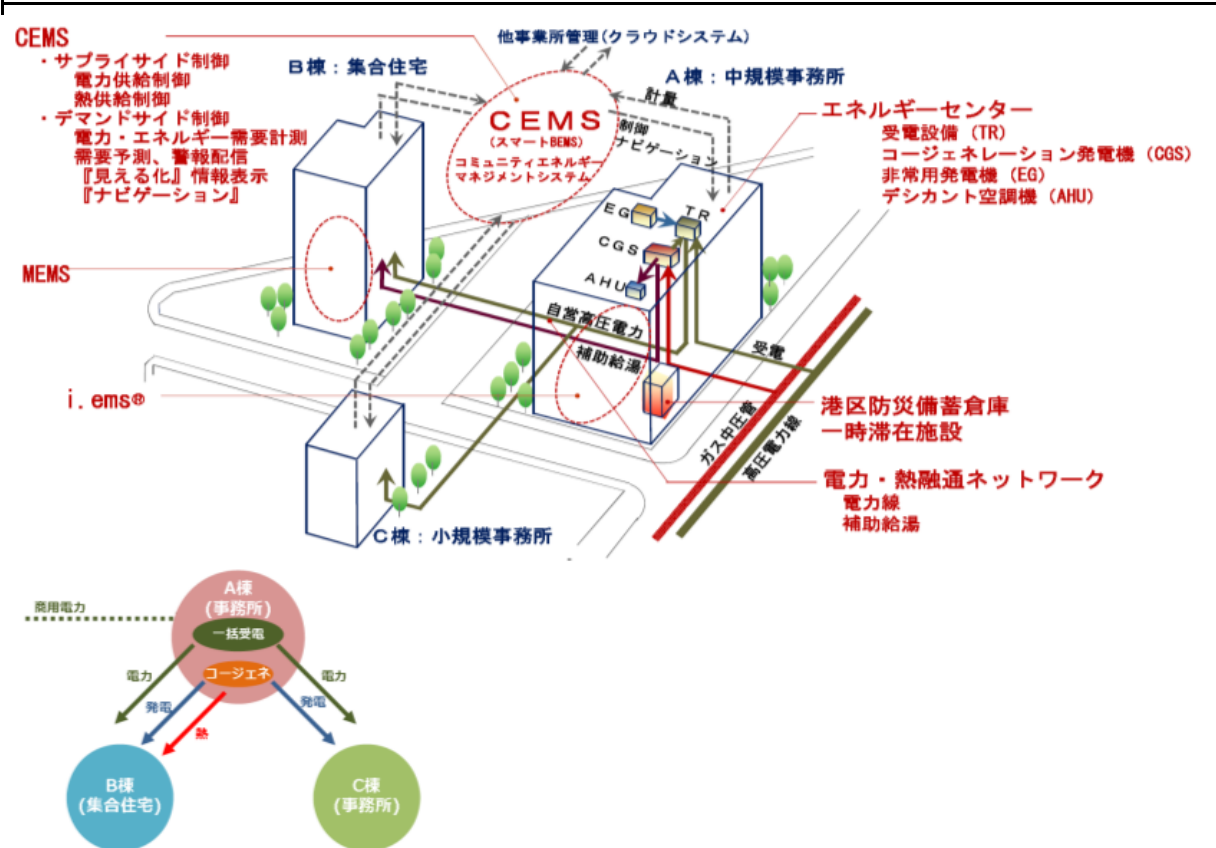 CEMS
・サプライサイド制御
電力供給制御
熱供給制御
・デマンドサイド制御
電力・エネルギー需要計測
需要予測、警報配信
『見える化』情報表示
『ナビゲーション』
MEMS
i.ems®
他事業所管理(クラウドシステム)
B棟：集合住宅
A棟：中規模事務所
計量
CEMS
(スマートBEMS)
コミュニティエネルギー
マネジメントシステム
制御
ナビゲーション
エネルギーセンター
受電設備（TR）
コージェネレーション発電機（CGS）
非常用発電機（EG）
デシカント空調機（AHU）
EG
TR
CGS
AHU
自営高圧電力
補助給湯
受電
ガス中圧管
高圧電力線
港区防災備蓄倉庫
一時滞在施設
電力・熱融通ネットワーク
電力線
補助給湯
C棟：小規模事務所
商用電力
A棟
(事務所)
一括受電
コージェネ
電力
発電
熱
発電
電力
B棟
(集合住宅)
C棟
(事務所)